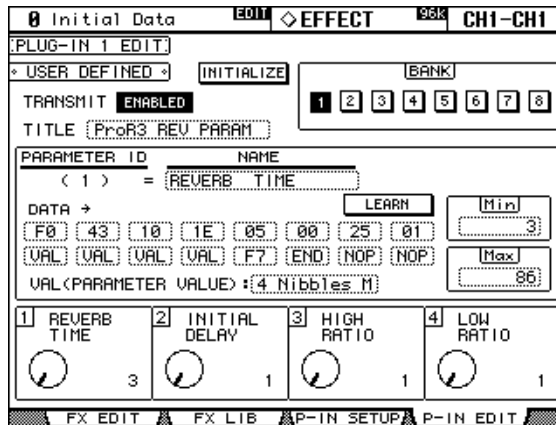 0 Initial Data EDIT ◇EFFECT 96K CH1-CH1
PLUG-IN 1 EDIT
USER DEFINED INITIALIZE BANK
TRANSMIT ENABLED 1 2 3 4 5 6 7 8
TITLE ProR3 REV PARAM
PARAMETER ID NAME
( 1 ) = REVERB TIME
DATA → LEARN Min
F0 43 10 1E 05 00 25 01 3
VAL VAL VAL VAL F7 END NOP NOP Max
VAL(PARAMETER VALUE): 4 Nibbles M 86
1 REVERB TIME 2 INITIAL DELAY 3 HIGH RATIO 4 LOW RATIO
3 1 1 1
FX EDIT FX LIB P-IN SETUP P-IN EDIT